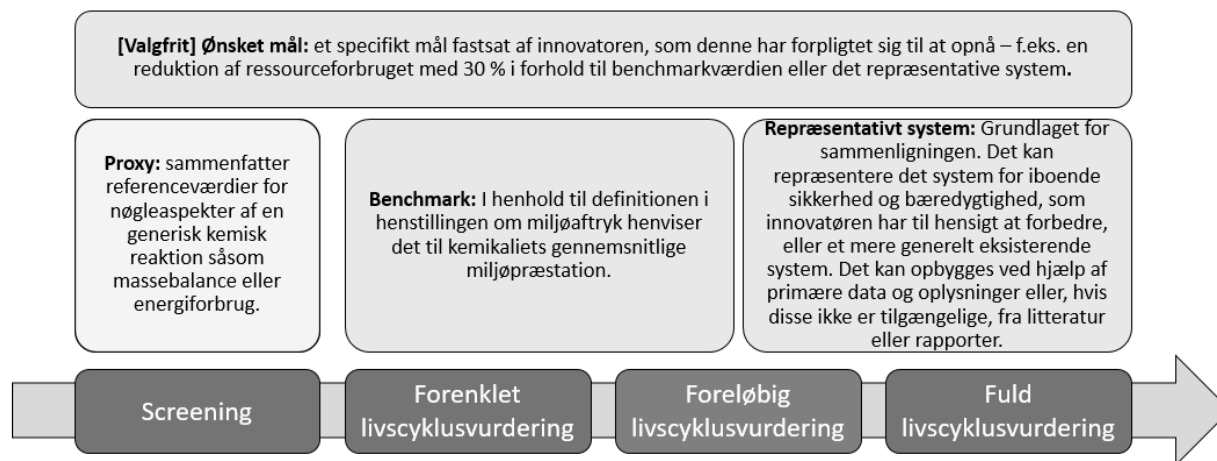 [Valgfrit] Ønsket mål: et specifikt mål fastsat af innovatoren, som denne har forpligtet sig til at opnå – f.eks. en
reduktion af ressourceforbruget med 30 % i forhold til benchmarkværdien eller det repræsentative system.
Proxy: sammenfatter
referenceværdier for
nøgleaspekter af en
generisk kemisk
reaktion såsom
massebalance eller
energiforbrug.
Benchmark: I henhold til definitionen i
henstillingen om miljøaftryk henviser
det til kemikaliets gennemsnitlige
miljøpræstation.
Repræsentativt system: Grundlaget for
sammenligningen. Det kan
repræsentere det system for iboende
sikkerhed og bæredygtighed, som
innovatøren har til hensigt at forbedre,
eller et mere generelt eksisterende
system. Det kan opbygges ved hjælp af
primære data og oplysninger eller, hvis
disse ikke er tilgængelige, fra litteratur
eller rapporter.
Screening
Forenklet
livscyklusvurdering
Foreløbig
livscyklusvurdering
Fuld
livscyklusvurdering